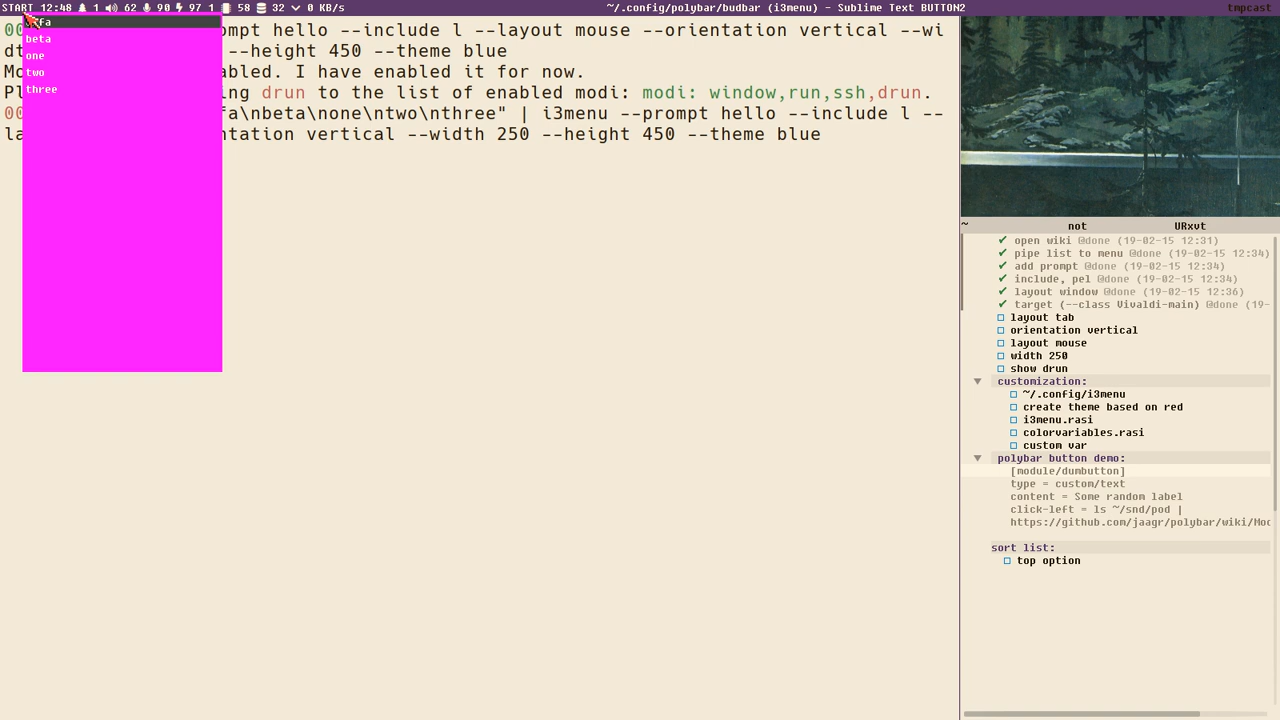 START 12:48 1 62 90 97 1 58 32 0 KB/s ~/.config/polybar/budbar (i3menu) - Sublime Text BUTTON2 tmpcast
beta
one
two
three
00 ompt hello --include l --layout mouse --orientation vertical --wi
dt --height 450 --theme blue
Mo abled. I have enabled it for now.
Pl ng drun to the list of enabled modi: modi: window,run,ssh,drun.
00 fa\nbeta\none\ntwo\nthree" | i3menu --prompt hello --include l --
la ntation vertical --width 250 --height 450 --theme blue
~ not URxvt
✔ open wiki @done (19-02-15 12:31)
✔ pipe list to menu @done (19-02-15 12:34)
✔ add prompt @done (19-02-15 12:34)
✔ include, pel @done (19-02-15 12:34)
✔ layout window @done (19-02-15 12:36)
✔ target (--class Vivaldi-main) @done (19-
layout tab
orientation vertical
layout mouse
width 250
show drun
customization:
~/.config/i3menu
create theme based on red
i3menu.rasi
colorvariables.rasi
custom var
polybar button demo:
[module/dumbutton]
type = custom/text
content = Some random label
click-left = ls ~/snd/pod |
https://github.com/jaagr/polybar/wiki/Mod
sort list:
top option